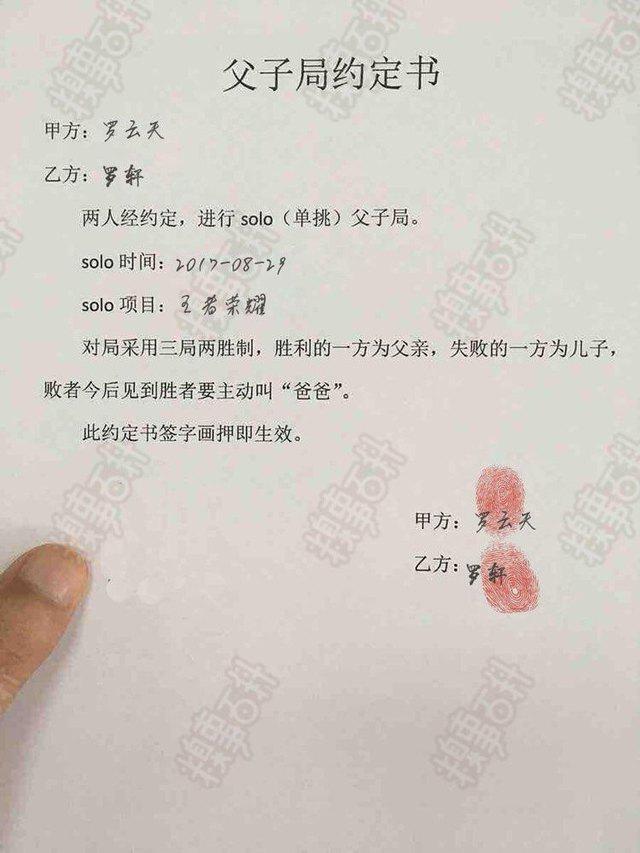 父子局约定书
甲方：罗云天
乙方：罗轩
两人经约定，进行 solo（单挑）父子局。
solo 时间：2017-08-29
solo 项目：王者荣耀
对局采用三局两胜制，胜利的一方为父亲，失败的一方为儿子，
败者今后见到胜者要主动叫“爸爸”。
此约定书签字画押即生效。
甲方：罗云天
乙方：罗轩